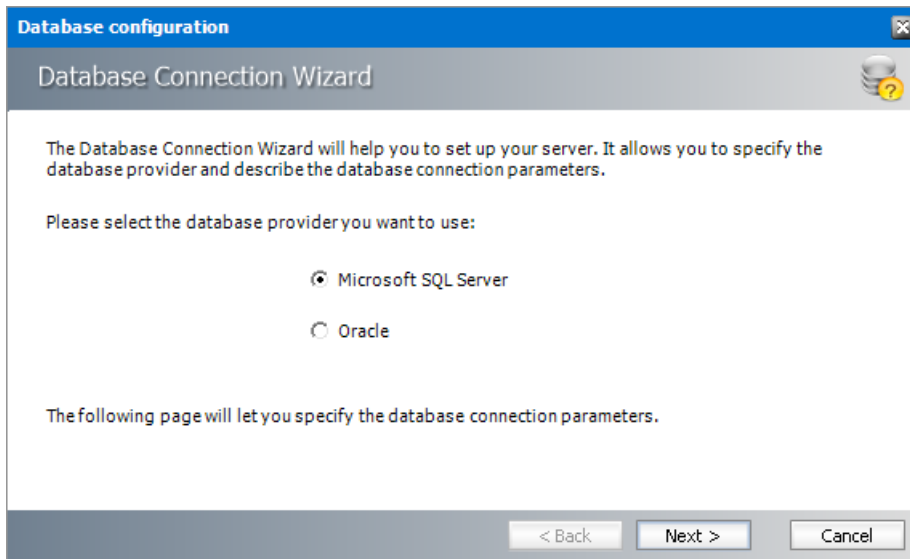 Database configuration
Database Connection Wizard
The Database Connection Wizard will help you to set up your server. It allows you to specify the
database provider and describe the database connection parameters.
Please select the database provider you want to use:
Microsoft SQL Server
Oracle
The following page will let you specify the database connection parameters.
< Back
Next >
Cancel